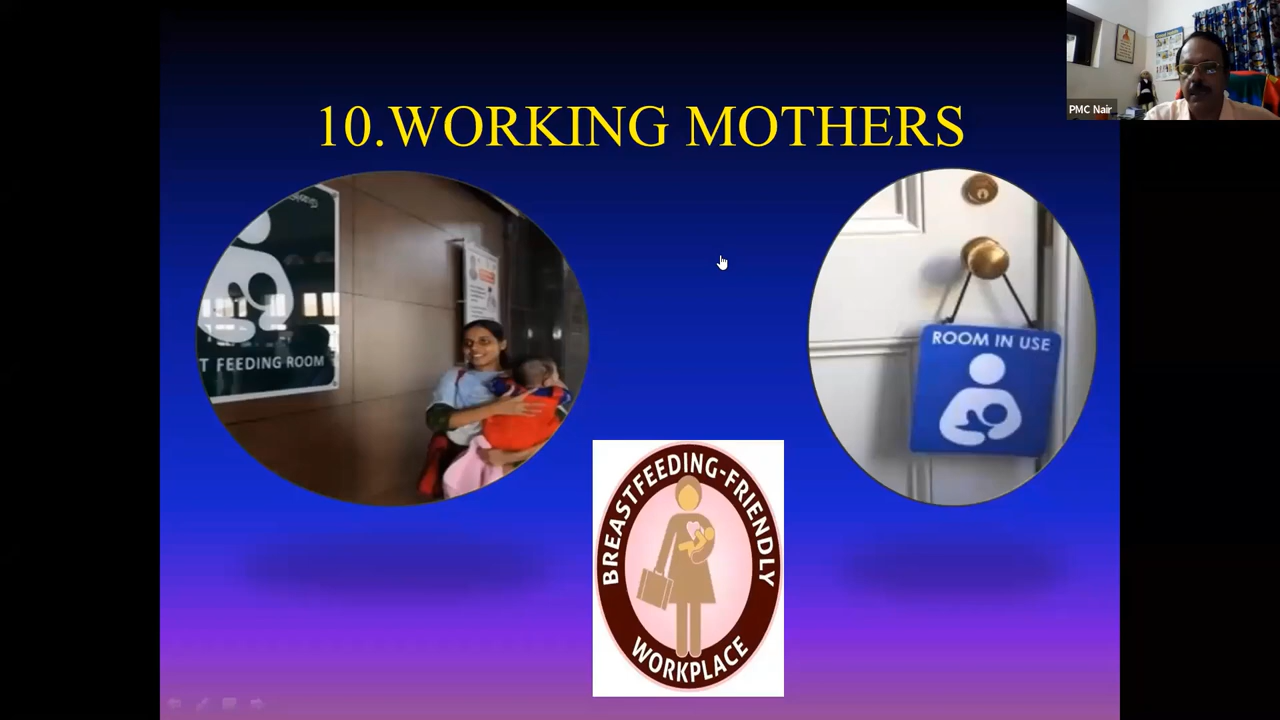 PMC Nair
10.WORKING MOTHERS
T FEEDING ROOM
ROOM IN USE
BREASTFEEDING-FRIENDLY
WORKPLACE